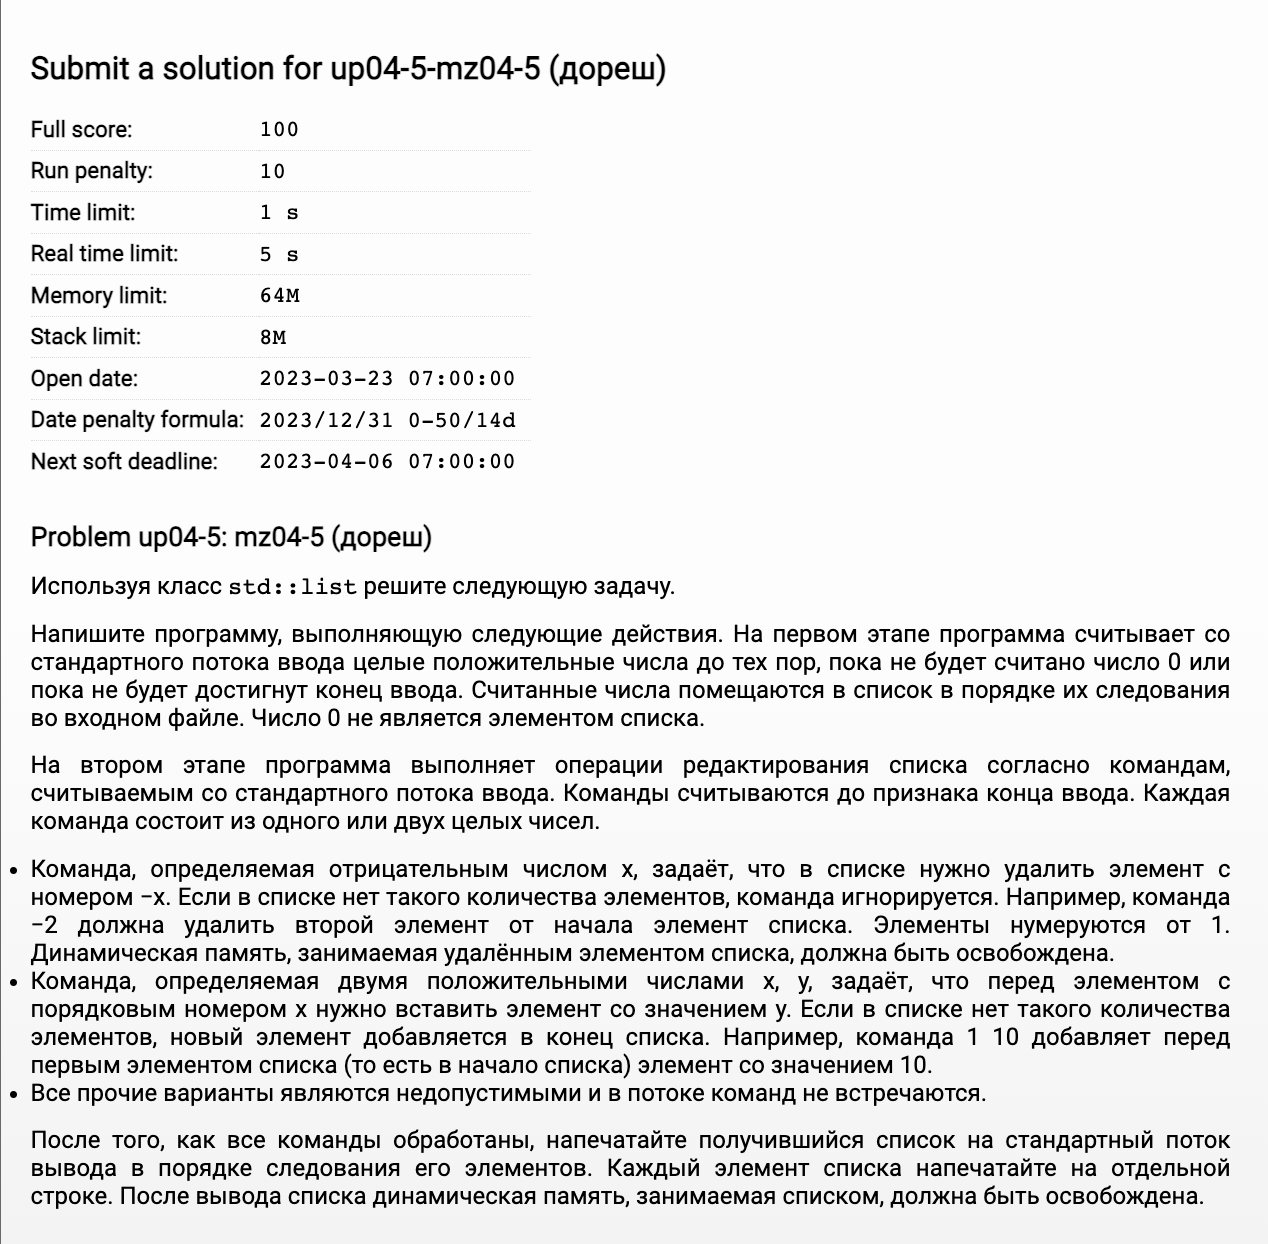 Submit a solution for up04-5-mz04-5 (дореш)
Full score: 100
Run penalty: 10
Time limit: 1 s
Real time limit: 5 s
Memory limit: 64M
Stack limit: 8M
Open date: 2023-03-23 07:00:00
Date penalty formula: 2023/12/31 0-50/14d
Next soft deadline: 2023-04-06 07:00:00
Problem up04-5: mz04-5 (дореш)
Используя класс std::list решите следующую задачу.
Напишите программу, выполняющую следующие действия. На первом этапе программа считывает со
стандартного потока ввода целые положительные числа до тех пор, пока не будет считано число 0 или
пока не будет достигнут конец ввода. Считанные числа помещаются в список в порядке их следования
во входном файле. Число 0 не является элементом списка.
На втором этапе программа выполняет операции редактирования списка согласно командам,
считываемым со стандартного потока ввода. Команды считываются до признака конца ввода. Каждая
команда состоит из одного или двух целых чисел.
• Команда, определяемая отрицательным числом x, задаёт, что в списке нужно удалить элемент с
номером −x. Если в списке нет такого количества элементов, команда игнорируется. Например, команда
−2 должна удалить второй элемент от начала элемент списка. Элементы нумеруются от 1.
Динамическая память, занимаемая удалённым элементом списка, должна быть освобождена.
• Команда, определяемая двумя положительными числами x, y, задаёт, что перед элементом с
порядковым номером x нужно вставить элемент со значением y. Если в списке нет такого количества
элементов, новый элемент добавляется в конец списка. Например, команда 1 10 добавляет перед
первым элементом списка (то есть в начало списка) элемент со значением 10.
• Все прочие варианты являются недопустимыми и в потоке команд не встречаются.
После того, как все команды обработаны, напечатайте получившийся список на стандартный поток
вывода в порядке следования его элементов. Каждый элемент списка напечатайте на отдельной
строке. После вывода списка динамическая память, занимаемая списком, должна быть освобождена.